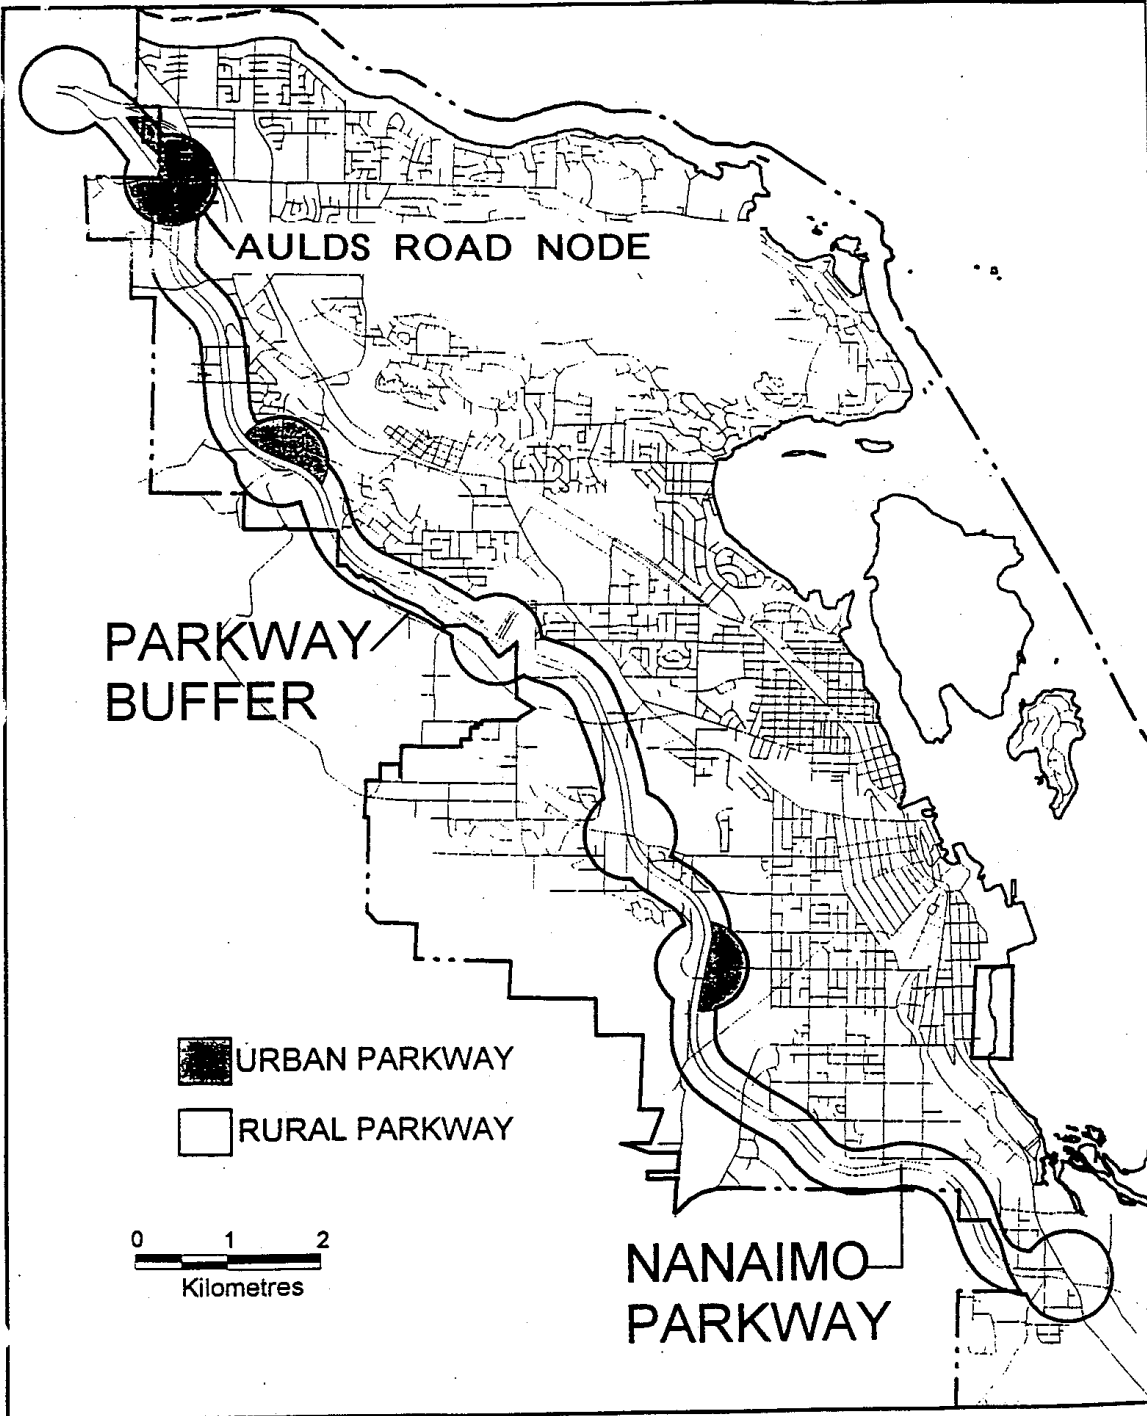 AULDS ROAD NODE
PARKWAY
BUFFER
URBAN PARKWAY
RURAL PARKWAY
0 1 2
Kilometres
NANAIMO
PARKWAY